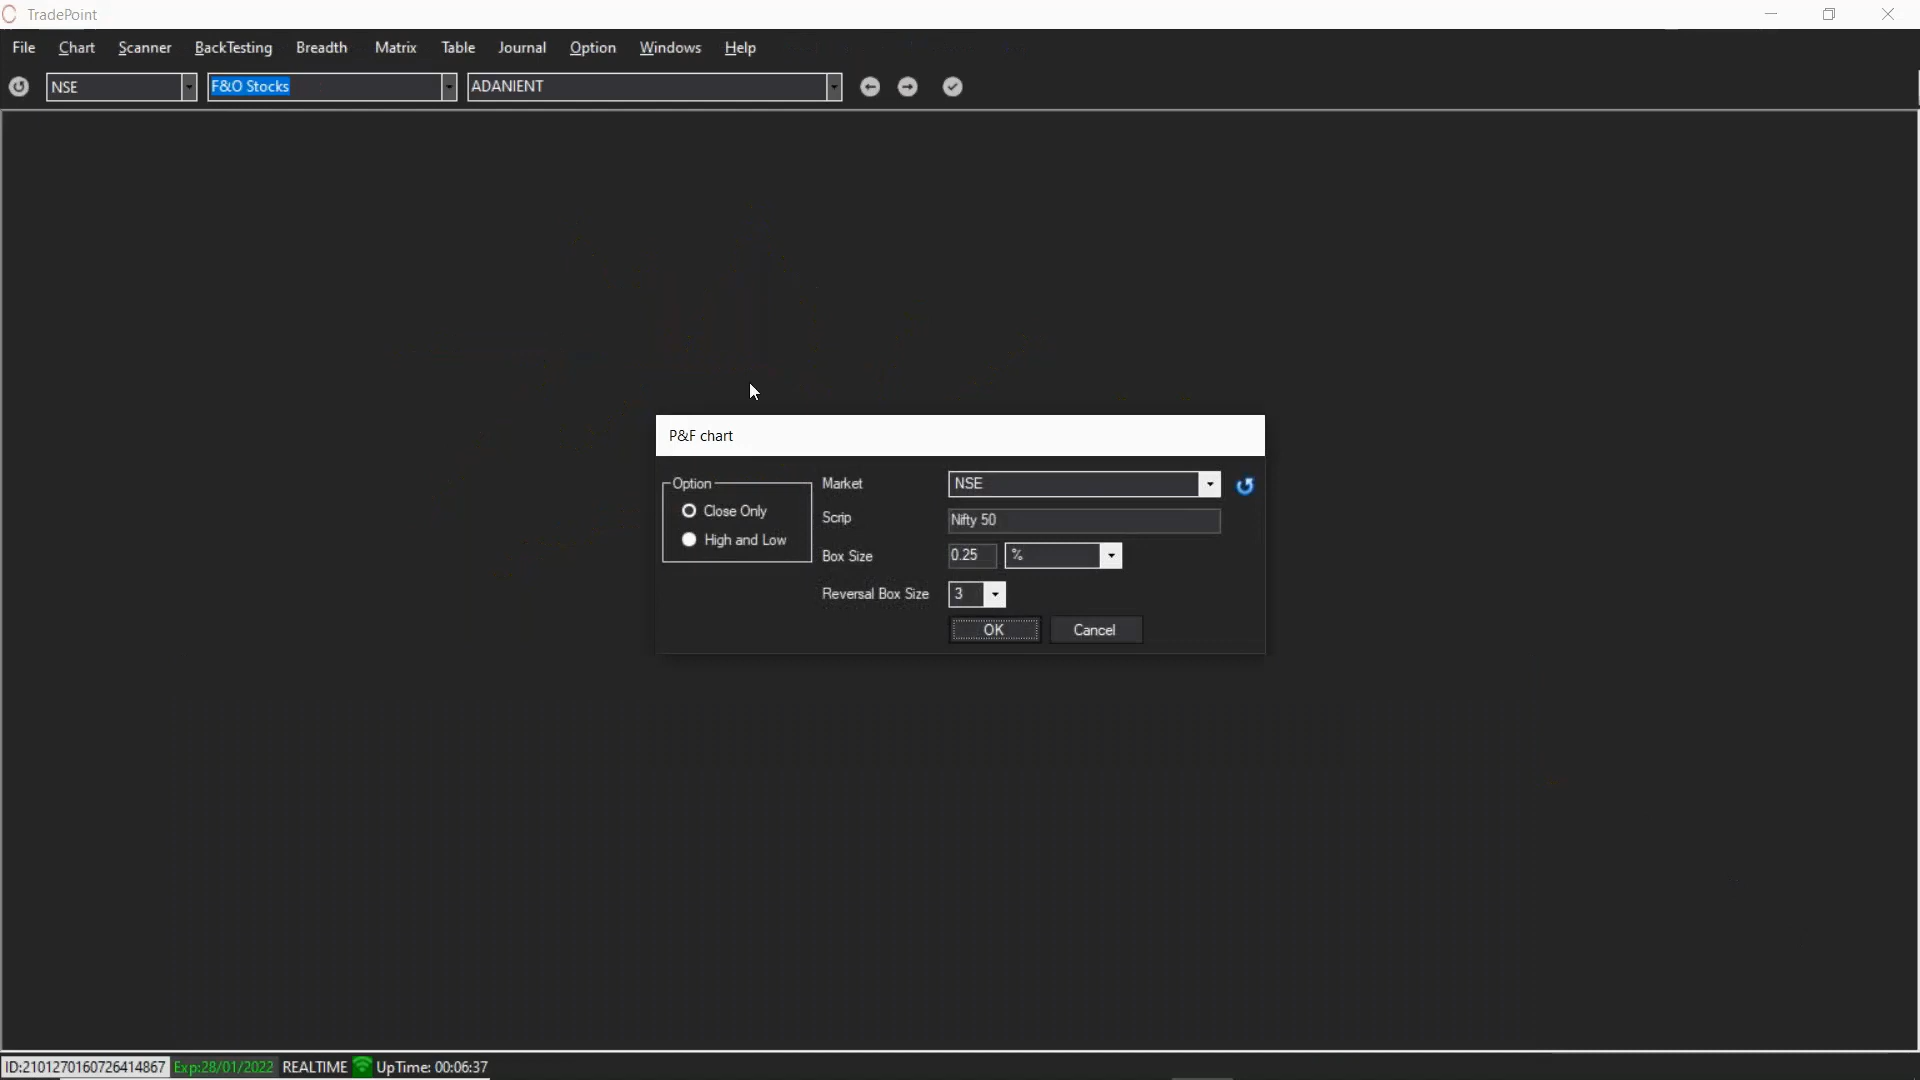 TradePoint
File Chart Scanner BackTesting Breadth Matrix Table Journal Option Windows Help
NSE F&O Stocks ADANIENT
P&F chart
Option Market NSE
Close Only
Scrip Nifty 50
High and Low
Box Size 0.25 %
Reversal Box Size 3
OK Cancel
ID:2101270160726414867 Exp:28/01/2022 REALTIME UpTime: 00:06:37